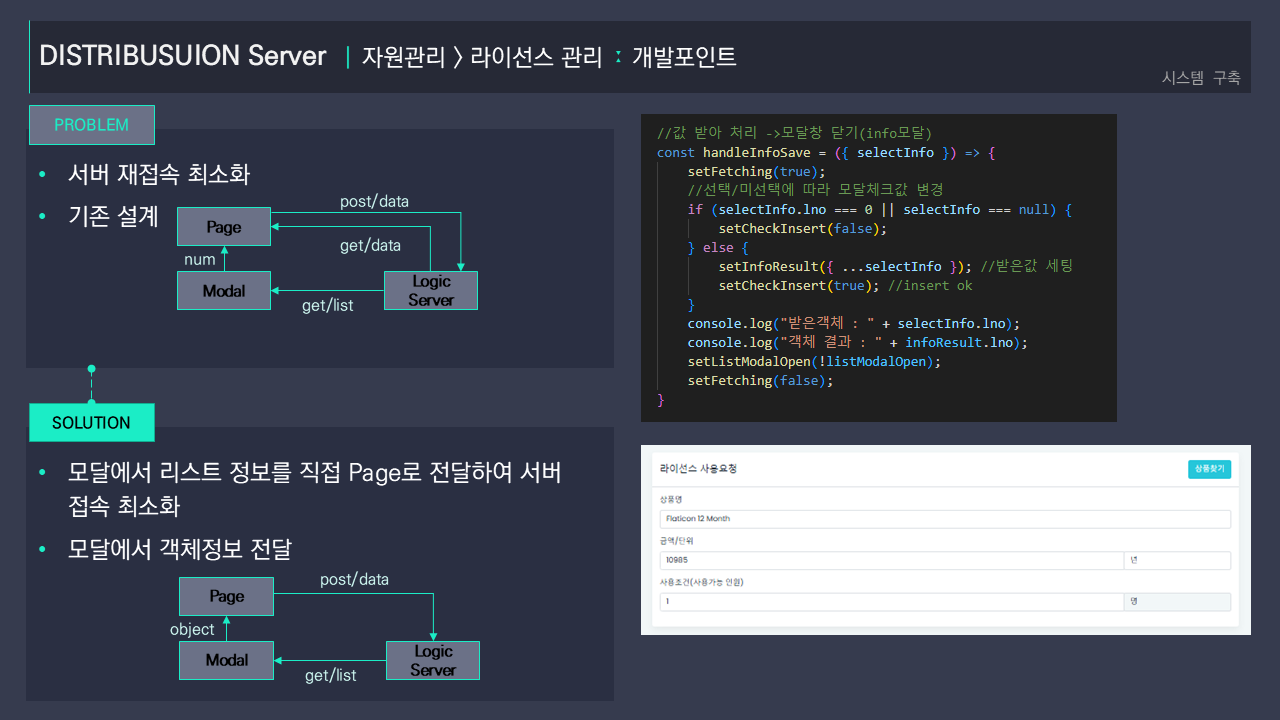 DISTRIBUSUION Server | 자원관리 > 라이선스 관리 : 개발포인트
시스템 구축
PROBLEM
• 서버 재접속 최소화
• 기존 설계
post/data
Page
get/data
num
Modal
Logic
Server
get/list
SOLUTION
• 모달에서 리스트 정보를 직접 Page로 전달하여 서버
접속 최소화
• 모달에서 객체정보 전달
post/data
Page
object
Modal
Logic
Server
get/list
//값 받아 처리 ->모달창 닫기(info모달)
const handleInfoSave = ({ selectInfo }) => {
setFetching(true);
//선택/미선택에 따라 모달체크값 변경
if (selectInfo.lno === 0 || selectInfo === null) {
setCheckInsert(false);
} else {
setInfoResult({ ...selectInfo }); //받은값 세팅
setCheckInsert(true); //insert ok
}
console.log("받은객체 : " + selectInfo.lno);
console.log("객체 결과 : " + infoResult.lno);
setListModalOpen(!listModalOpen);
setFetching(false);
}
라이선스 사용요청
상품찾기
상품명
Flaticon 12 Month
금액/단위
10985 년
사용조건(사용가능 인원)
1 명